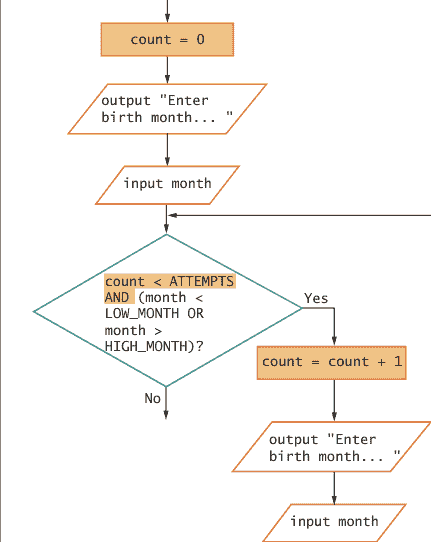 count = 0
output "Enter
birth month... "
input month
count < ATTEMPTS
AND (month <
LOW_MONTH OR
month >
HIGH_MONTH)?
Yes
No
count = count + 1
output "Enter
birth month... "
input month